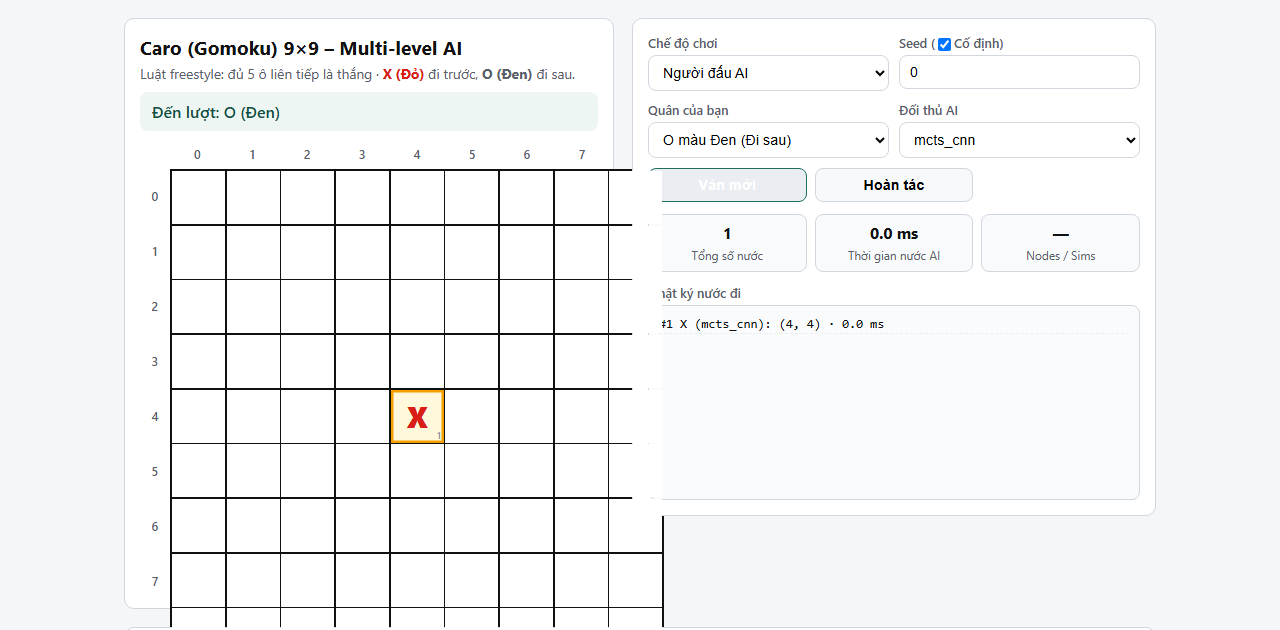 Caro (Gomoku) 9×9 – Multi-level AI
Luật freestyle: đủ 5 ô liên tiếp là thắng · X (Đỏ) đi trước, O (Đen) đi sau.
Đến lượt: O (Đen)
0 1 2 3 4 5 6 7
0
1
2
3
4 X 1
5
6
7
Chế độ chơi
Người đấu AI
Seed ( Cố định)
0
Quân của bạn
O màu Đen (Đi sau)
Đối thủ AI
mcts_cnn
Ván mới
Hoàn tác
1
Tổng số nước
0.0 ms
Thời gian nước AI
—
Nodes / Sims
hật ký nước đi
#1 X (mcts_cnn): (4, 4) · 0.0 ms